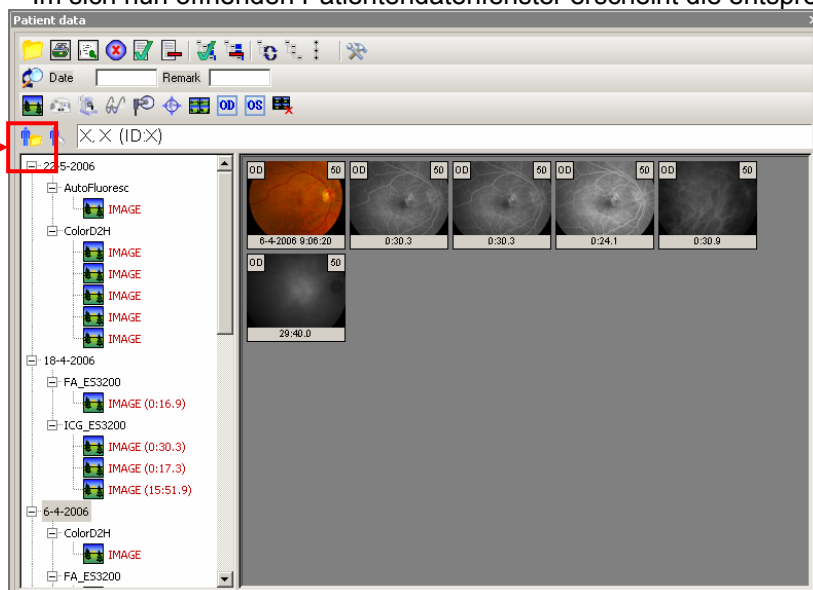 Im sich nun öffnenden Patientendatenfenster erscheint die entspre
Patient data
Date Remark
OD OS
X, X (ID:X)
22-5-2006
AutoFluoresc
IMAGE
ColorD2H
IMAGE
IMAGE
IMAGE
IMAGE
IMAGE
18-4-2006
FA_ES3200
IMAGE (0:16.9)
ICG_ES3200
IMAGE (0:30.3)
IMAGE (0:17.3)
IMAGE (15:51.9)
6-4-2006
ColorD2H
IMAGE
FA_ES3200
OD 50 OD 50 OD 50 OD 50 OD 50
6-4-2006 9:06:20 0:30.3 0:30.3 0:24.1 0:30.9
OD 50
29:40.0